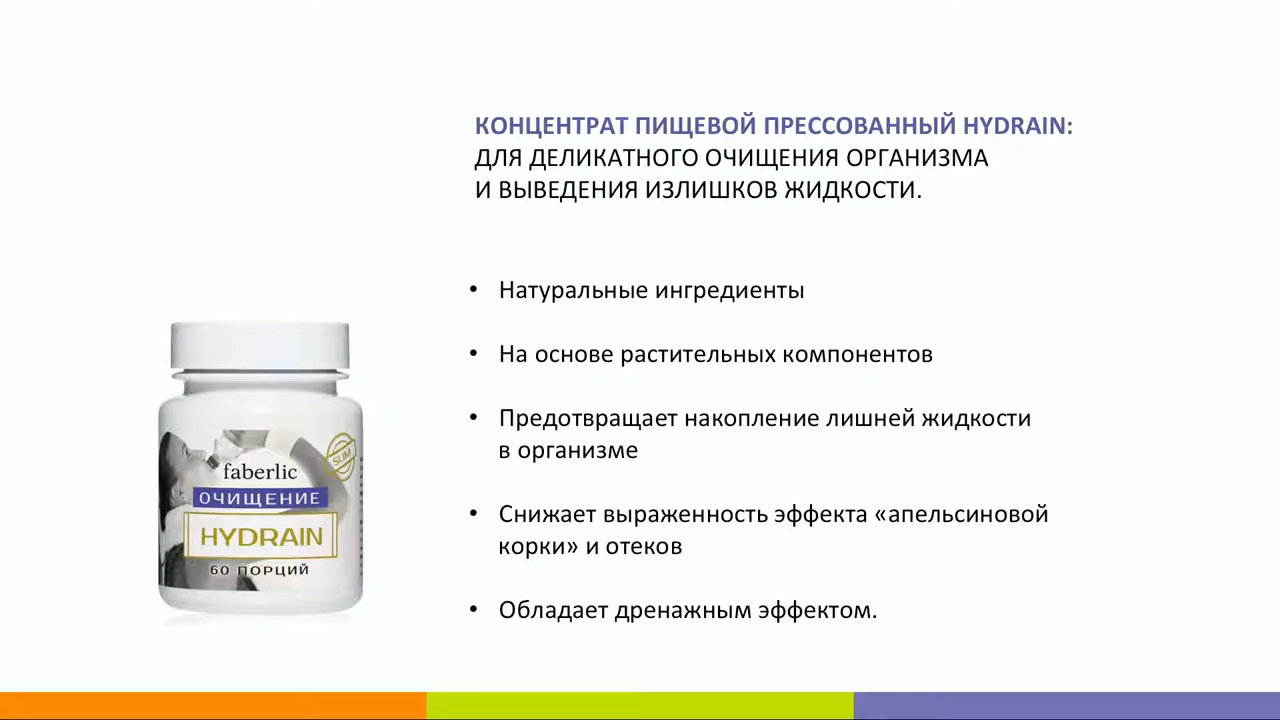 КОНЦЕНТРАТ ПИЩЕВОЙ ПРЕССОВАННЫЙ HYDRAIN:
ДЛЯ ДЕЛИКАТНОГО ОЧИЩЕНИЯ ОРГАНИЗМА
И ВЫВЕДЕНИЯ ИЗЛИШКОВ ЖИДКОСТИ.
• Натуральные ингредиенты
• На основе растительных компонентов
• Предотвращает накопление лишней жидкости
в организме
• Снижает выраженность эффекта «апельсиновой
корки» и отеков
• Обладает дренажным эффектом.
SLIM
faberlic
ОЧИЩЕНИЕ
HYDRAIN
60 ПОРЦИЙ